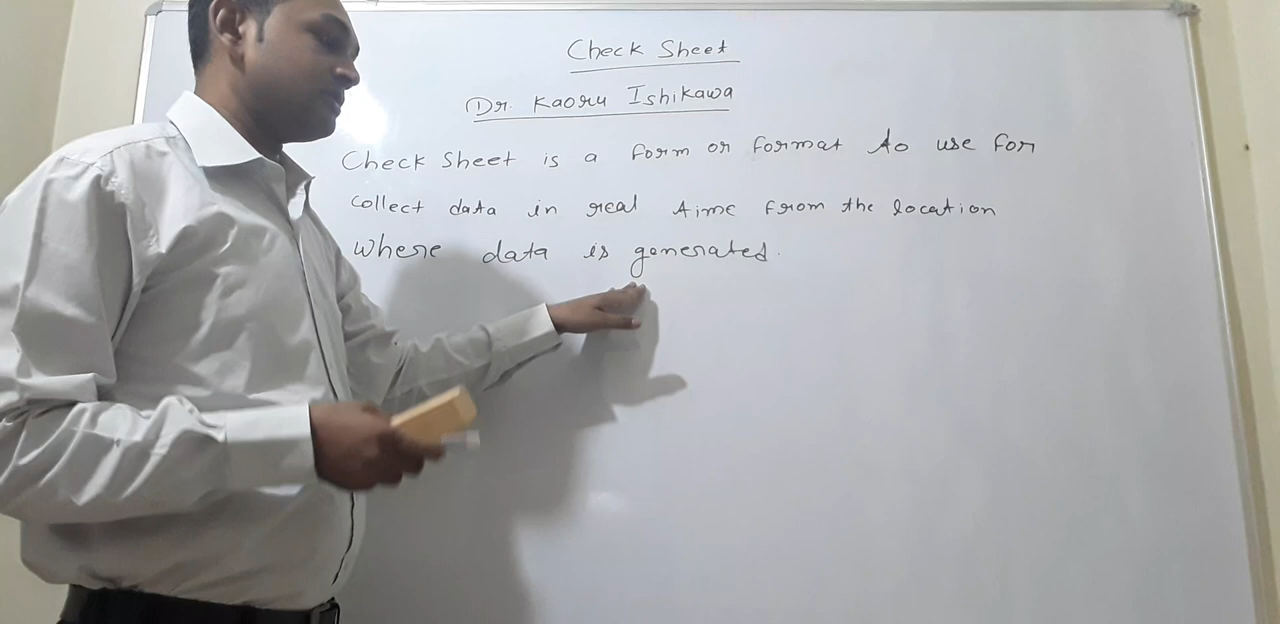 Check Sheet
Dr. Kaoru Ishikawa
Check Sheet is a form or format to use for
collect data in real time from the location
where data is generated.